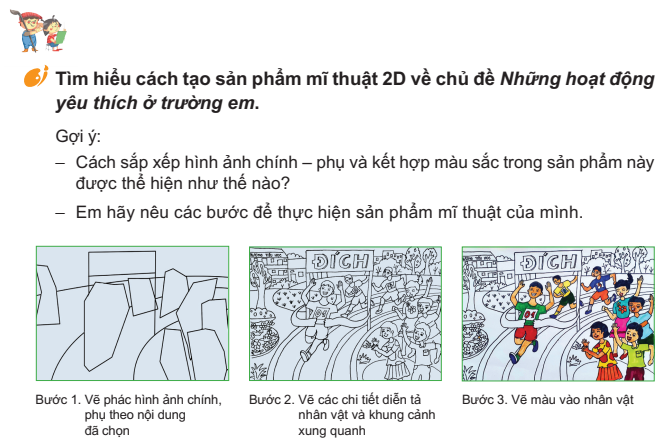 Tìm hiểu cách tạo sản phẩm mĩ thuật 2D về chủ đề Những hoạt động
yêu thích ở trường em.
Gợi ý:
– Cách sắp xếp hình ảnh chính – phụ và kết hợp màu sắc trong sản phẩm này
được thể hiện như thế nào?
– Em hãy nêu các bước để thực hiện sản phẩm mĩ thuật của mình.
ĐÍCH
01
ĐÍCH
01
Bước 1. Vẽ phác hình ảnh chính,
phụ theo nội dung
đã chọn
Bước 2. Vẽ các chi tiết diễn tả
nhân vật và khung cảnh
xung quanh
Bước 3. Vẽ màu vào nhân vật